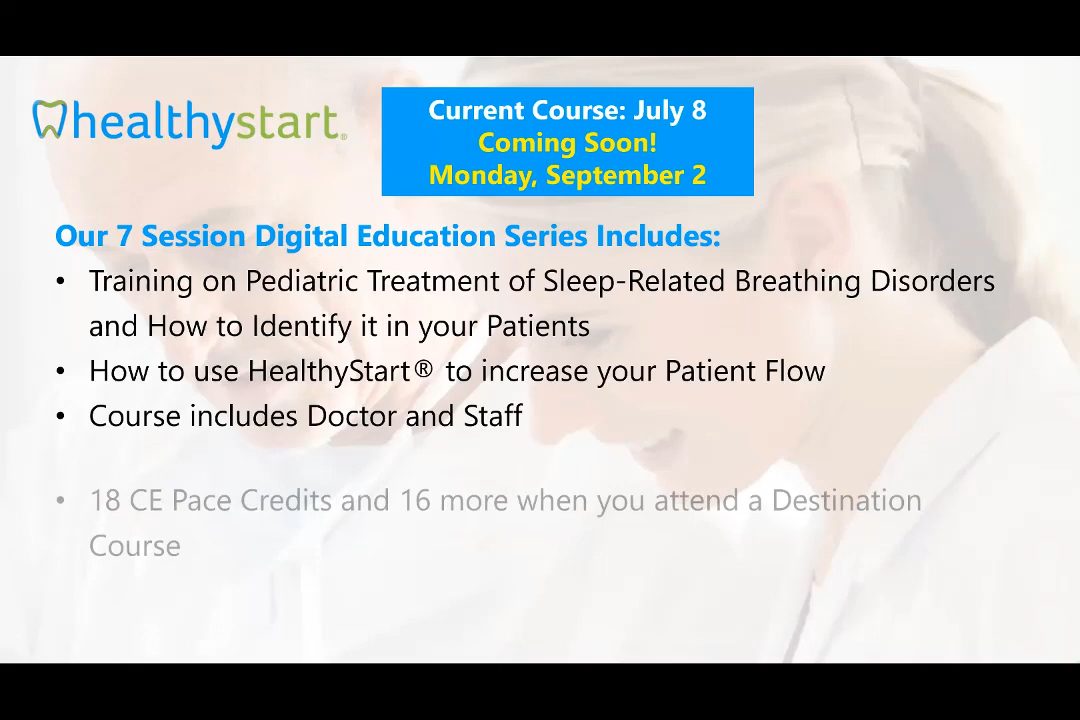 healthystart®
Current Course: July 8
Coming Soon!
Monday, September 2
Our 7 Session Digital Education Series Includes:
• Training on Pediatric Treatment of Sleep-Related Breathing Disorders
and How to Identify it in your Patients
• How to use HealthyStart® to increase your Patient Flow
• Course includes Doctor and Staff
• 18 CE Pace Credits and 16 more when you attend a Destination
Course